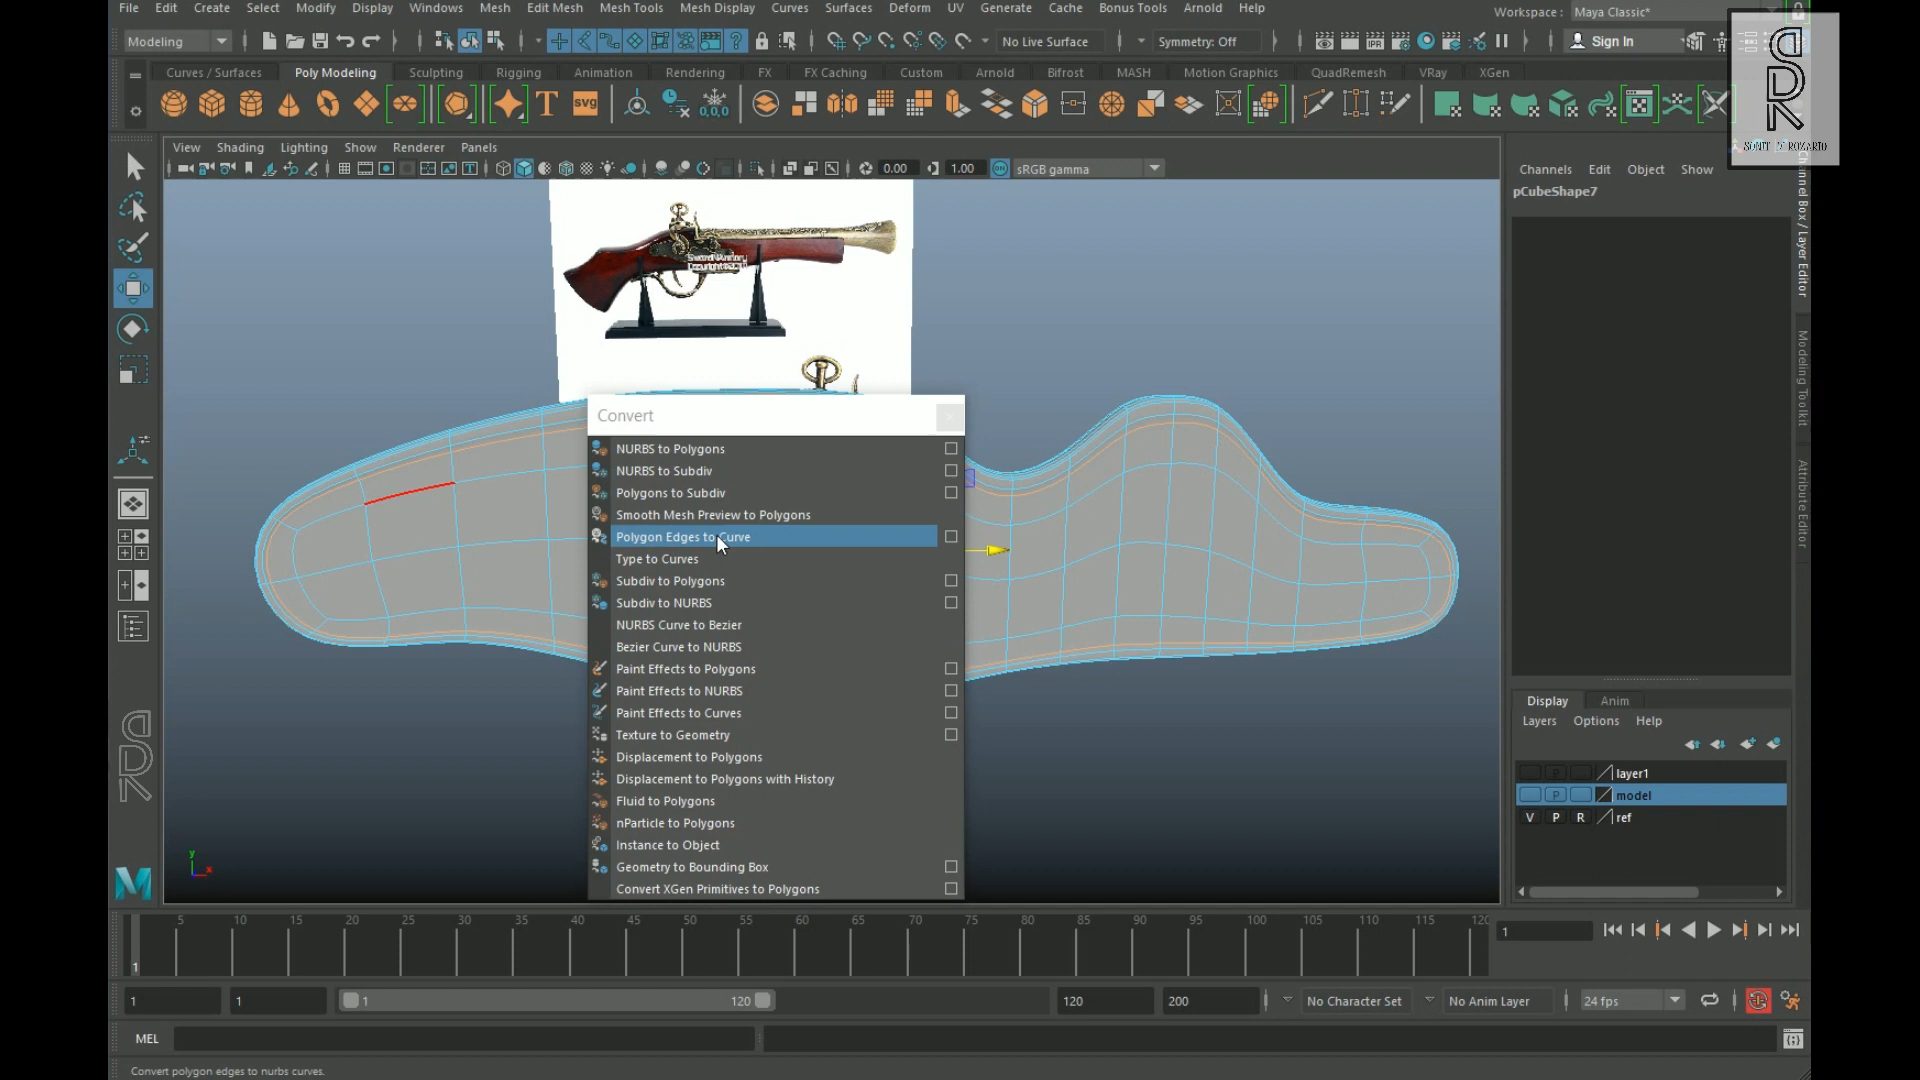 File Edit Create Select Modify Display Windows Mesh Edit Mesh Mesh Tools Mesh Display Curves Surfaces Deform UV Generate Cache Bonus Tools Arnold Help
Workspace : Maya Classic*
Modeling
No Live Surface
Symmetry: Off
Sign In
Curves / Surfaces Poly Modeling Sculpting Rigging Animation Rendering FX FX Caching Custom Arnold Bifrost MASH Motion Graphics QuadRemesh VRay XGen
View Shading Lighting Show Renderer Panels
0.00
1.00
sRGB gamma
Channels Edit Object Show
pCubeShape7
Channel Box / Layer Editor
Modeling Toolkit
Attribute Editor
Convert
NURBS to Polygons
NURBS to Subdiv
Polygons to Subdiv
Smooth Mesh Preview to Polygons
Polygon Edges to Curve
Type to Curves
Subdiv to Polygons
Subdiv to NURBS
NURBS Curve to Bezier
Bezier Curve to NURBS
Paint Effects to Polygons
Paint Effects to NURBS
Paint Effects to Curves
Texture to Geometry
Displacement to Polygons
Displacement to Polygons with History
Fluid to Polygons
nParticle to Polygons
Instance to Object
Geometry to Bounding Box
Convert XGen Primitives to Polygons
Display Anim
Layers Options Help
P layer1
P model
V P R ref
y
x
5 10 15 20 25 30 35 40 45 50 55 60 65 70 75 80 85 90 95 100 105 110 115 120
1
1
1 1 1 120 120 200
No Character Set
No Anim Layer
24 fps
MEL
Convert polygon edges to nurbs curves.